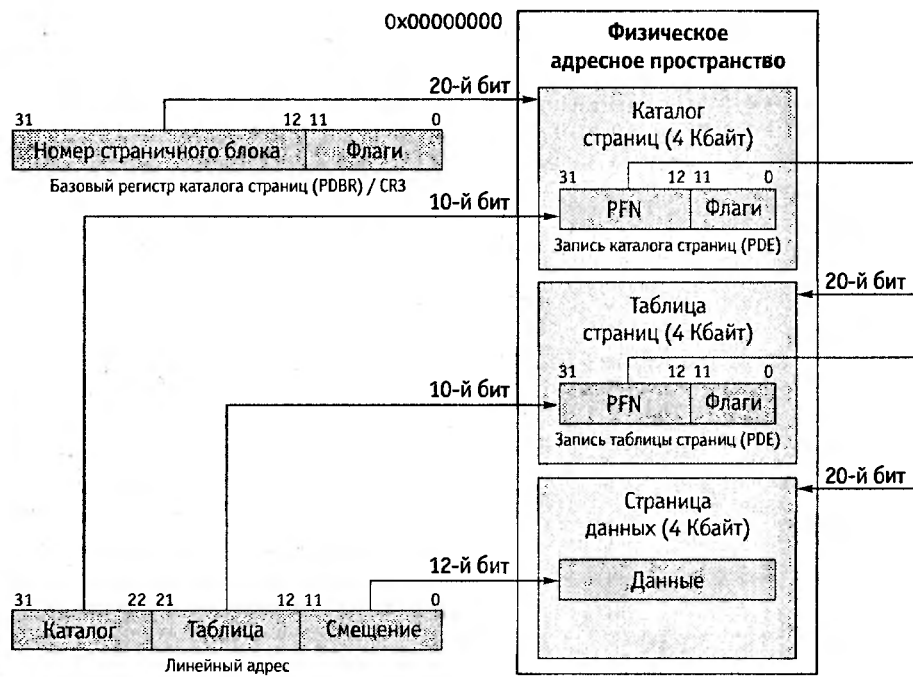 0x00000000
Физическое
адресное пространство
20-й бит
Каталог
страниц (4 Кбайт)
31 12 11 0
Номер страничного блока Флаги
Базовый регистр каталога страниц (PDBR) / CR3
31 12 11 0
10-й бит
PFN Флаги
Запись каталога страниц (PDE)
20-й бит
Таблица
страниц (4 Кбайт)
31 12 11 0
10-й бит
PFN Флаги
Запись таблицы страниц (PDE)
20-й бит
Страница
данных (4 Кбайт)
12-й бит
Данные
31 22 21 12 11 0
Каталог Таблица Смещение
Линейный адрес